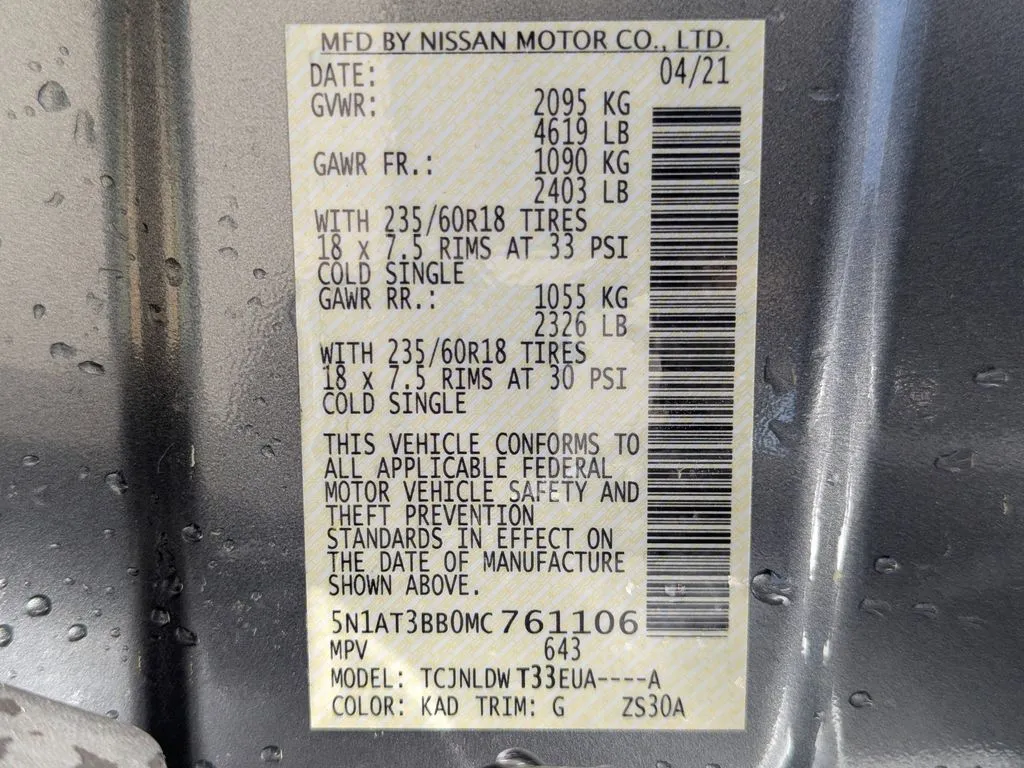 MFD BY NISSAN MOTOR CO., LTD.
DATE: 04/21
GVWR: 2095 KG
4619 LB
GAWR FR.: 1090 KG
2403 LB
WITH 235/60R18 TIRES
18 x 7.5 RIMS AT 33 PSI
COLD SINGLE
GAWR RR.: 1055 KG
2326 LB
WITH 235/60R18 TIRES
18 x 7.5 RIMS AT 30 PSI
COLD SINGLE
THIS VEHICLE CONFORMS TO
ALL APPLICABLE FEDERAL
MOTOR VEHICLE SAFETY AND
THEFT PREVENTION
STANDARDS IN EFFECT ON
THE DATE OF MANUFACTURE
SHOWN ABOVE.
5N1AT3BB0MC761106
MPV 643
MODEL: TCJNLDWT33EUA----A
COLOR: KAD TRIM: G ZS30A